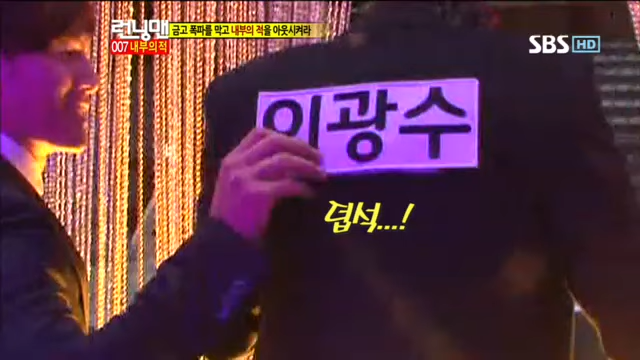 런닝맨
007 내부의 적
금고 폭파를 막고 내부의 적을 아웃시켜라
SBS HD
이광수
덥석...!